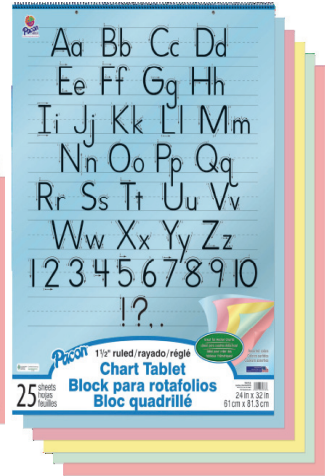 Pacon
Aa Bb Cc Dd
Ee Ff Gg Hh
Ii Jj Kk Ll Mm
Nn Oo Pp Qq
Rr Ss Tt Uu Vv
Ww Xx Yy Zz
1 2 3 4 5 6 7 8 9 10
! ? , .
Pacon
1 1/2" ruled/rayado/réglé
Chart Tablet
Block para rotafolios
Bloc quadrillé
25 sheets
hojas
feuilles
24 in x 32 in
61 cm x 81.3 cm